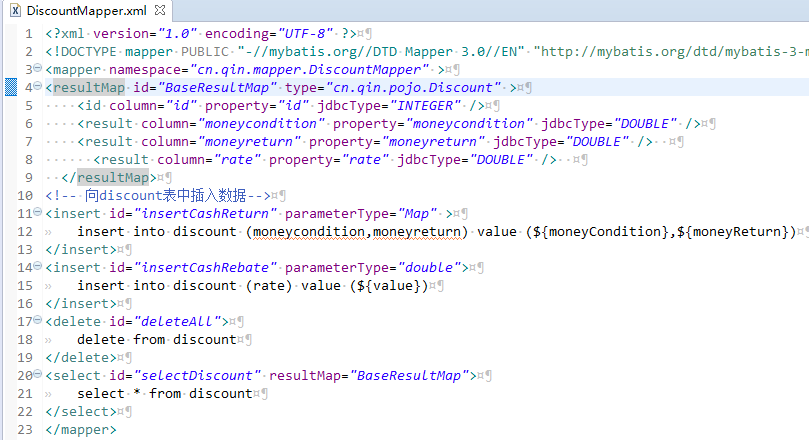 DiscountMapper.xml
1 <?xml version="1.0" encoding="UTF-8" ?>
2 <!DOCTYPE mapper PUBLIC "-//mybatis.org//DTD Mapper 3.0//EN" "http://mybatis.org/dtd/mybatis-3-m
3 <mapper namespace="cn.qin.mapper.DiscountMapper" >
4 <resultMap id="BaseResultMap" type="cn.qin.pojo.Discount" >
5     <id column="id" property="id" jdbcType="INTEGER" />
6     <result column="moneycondition" property="moneycondition" jdbcType="DOUBLE" />
7     <result column="moneyreturn" property="moneyreturn" jdbcType="DOUBLE" />
8       <result column="rate" property="rate" jdbcType="DOUBLE" />
9   </resultMap>
10 <!-- 向discount表中插入数据-->
11 <insert id="insertCashReturn" parameterType="Map" >
12     insert into discount (moneycondition,moneyreturn) value (${moneyCondition},${moneyReturn})
13 </insert>
14 <insert id="insertCashRebate" parameterType="double">
15     insert into discount (rate) value (${value})
16 </insert>
17 <delete id="deleteAll">
18     delete from discount
19 </delete>
20 <select id="selectDiscount" resultMap="BaseResultMap">
21     select * from discount
22 </select>
23 </mapper>